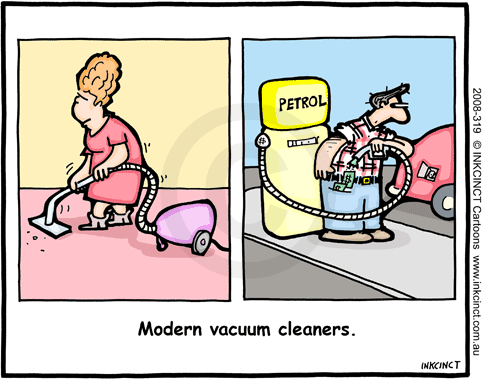 PETROL
Modern vacuum cleaners.
INKCINCT
2008-319 © INKCINCT Cartoons www.inkcinct.com.au